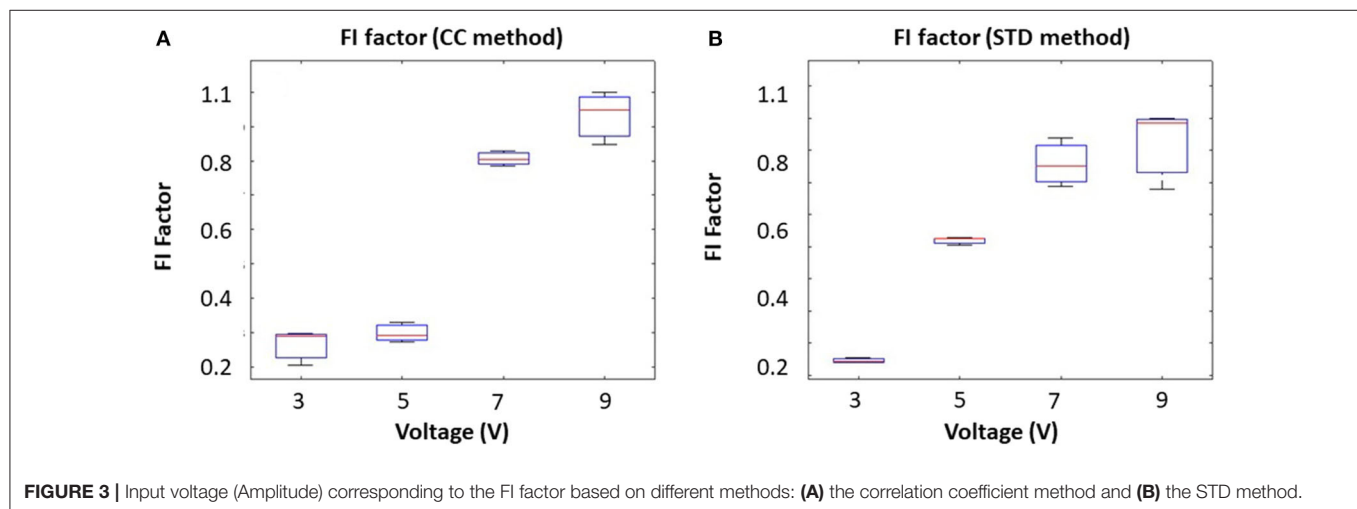 A
FI factor (CC method)
FI Factor
1.1
0.8
0.6
0.4
0.2
3 5 7 9
Voltage (V)
B
FI factor (STD method)
FI Factor
1.1
0.8
0.6
0.4
0.2
3 5 7 9
Voltage (V)
FIGURE 3 | Input voltage (Amplitude) corresponding to the FI factor based on different methods: (A) the correlation coefficient method and (B) the STD method.